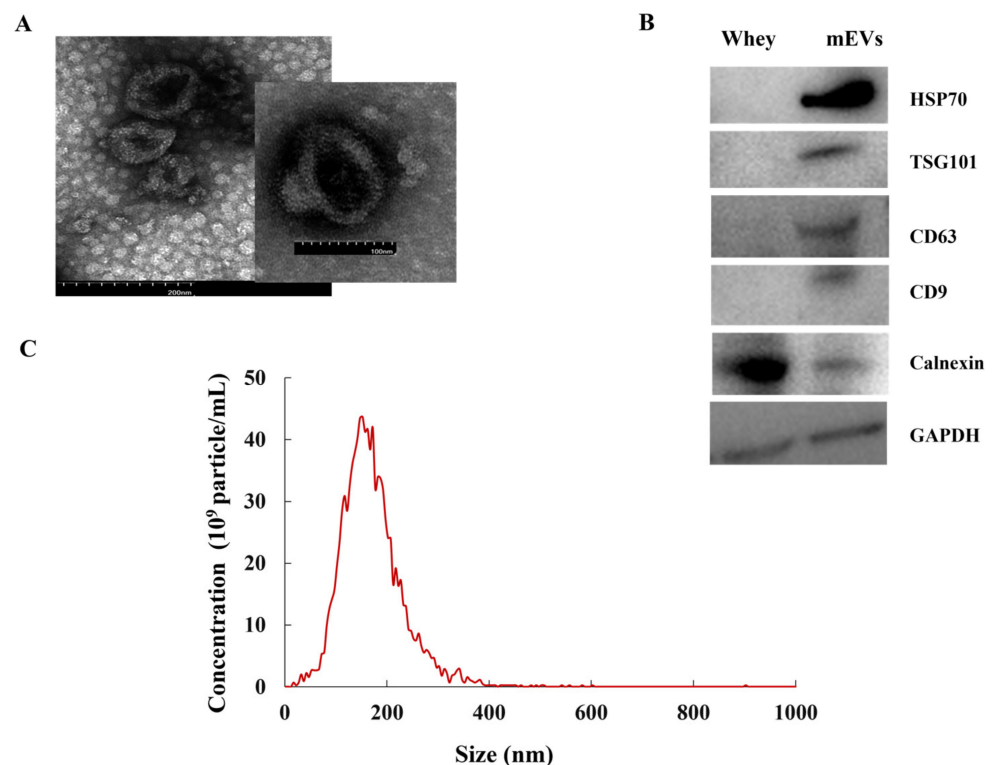 A
200nm
100nm
B
Whey mEVs
HSP70
TSG101
CD63
CD9
Calnexin
GAPDH
C
Concentration (10⁹ particle/mL)
50
40
30
20
10
0
0 200 400 600 800 1000
Size (nm)